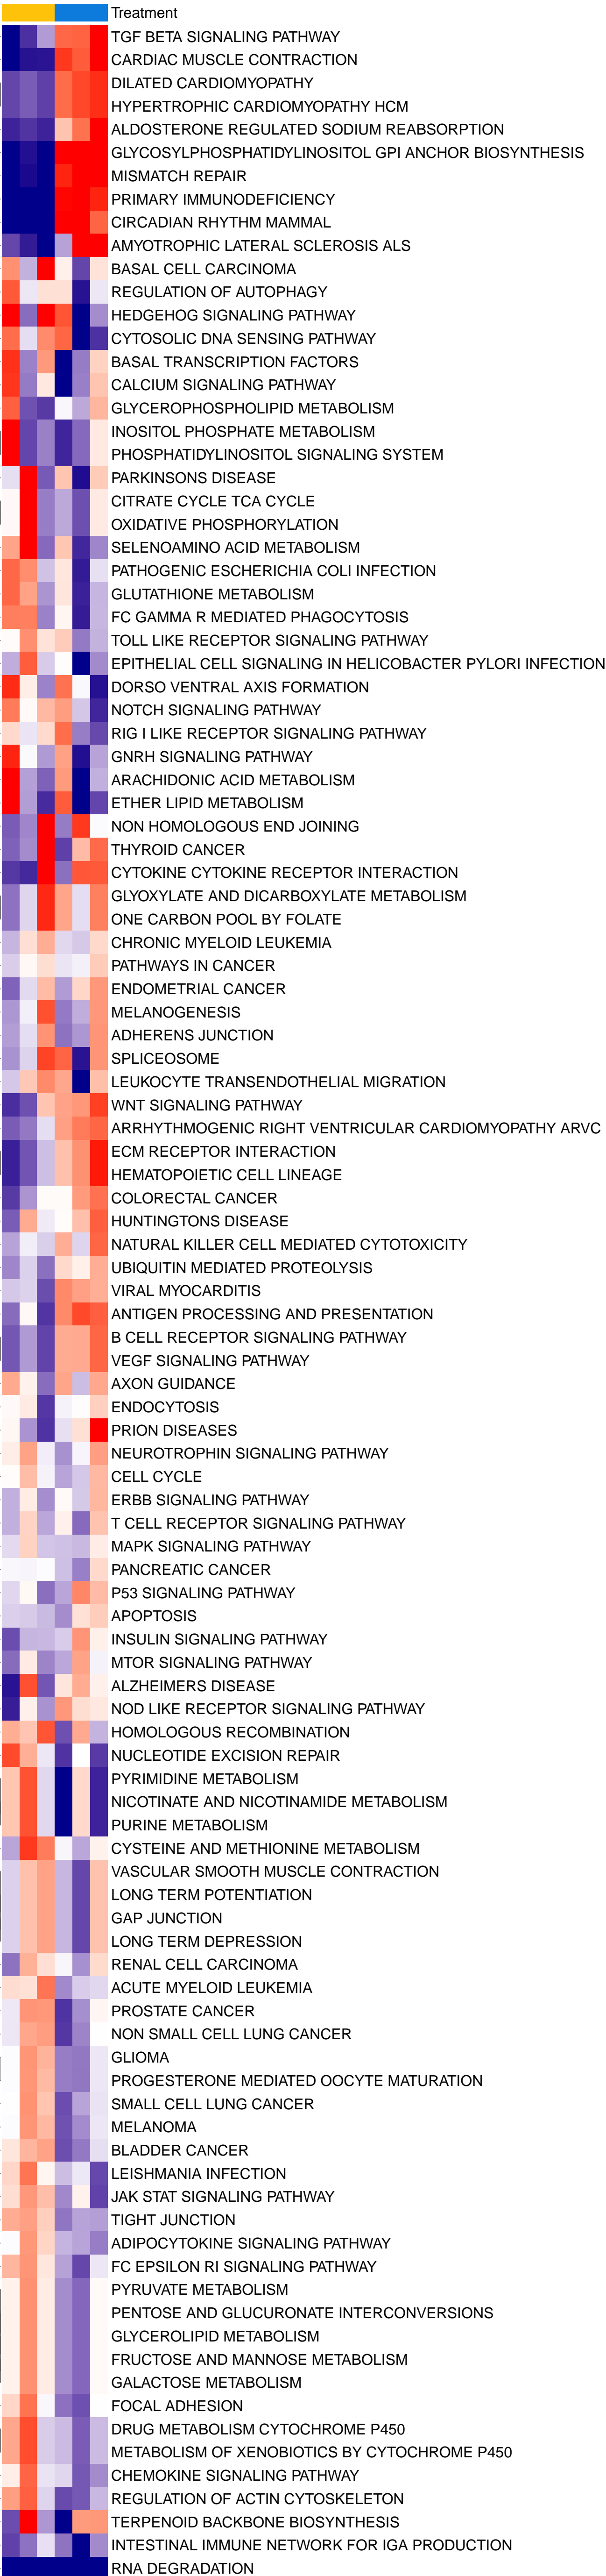 Treatment
TGF BETA SIGNALING PATHWAY
CARDIAC MUSCLE CONTRACTION
DILATED CARDIOMYOPATHY
HYPERTROPHIC CARDIOMYOPATHY HCM
ALDOSTERONE REGULATED SODIUM REABSORPTION
GLYCOSYLPHOSPHATIDYLINOSITOL GPI ANCHOR BIOSYNTHESIS
MISMATCH REPAIR
PRIMARY IMMUNODEFICIENCY
CIRCADIAN RHYTHM MAMMAL
AMYOTROPHIC LATERAL SCLEROSIS ALS
BASAL CELL CARCINOMA
REGULATION OF AUTOPHAGY
HEDGEHOG SIGNALING PATHWAY
CYTOSOLIC DNA SENSING PATHWAY
BASAL TRANSCRIPTION FACTORS
CALCIUM SIGNALING PATHWAY
GLYCEROPHOSPHOLIPID METABOLISM
INOSITOL PHOSPHATE METABOLISM
PHOSPHATIDYLINOSITOL SIGNALING SYSTEM
PARKINSONS DISEASE
CITRATE CYCLE TCA CYCLE
OXIDATIVE PHOSPHORYLATION
SELENOAMINO ACID METABOLISM
PATHOGENIC ESCHERICHIA COLI INFECTION
GLUTATHIONE METABOLISM
FC GAMMA R MEDIATED PHAGOCYTOSIS
TOLL LIKE RECEPTOR SIGNALING PATHWAY
EPITHELIAL CELL SIGNALING IN HELICOBACTER PYLORI INFECTION
DORSO VENTRAL AXIS FORMATION
NOTCH SIGNALING PATHWAY
RIG I LIKE RECEPTOR SIGNALING PATHWAY
GNRH SIGNALING PATHWAY
ARACHIDONIC ACID METABOLISM
ETHER LIPID METABOLISM
NON HOMOLOGOUS END JOINING
THYROID CANCER
CYTOKINE CYTOKINE RECEPTOR INTERACTION
GLYOXYLATE AND DICARBOXYLATE METABOLISM
ONE CARBON POOL BY FOLATE
CHRONIC MYELOID LEUKEMIA
PATHWAYS IN CANCER
ENDOMETRIAL CANCER
MELANOGENESIS
ADHERENS JUNCTION
SPLICEOSOME
LEUKOCYTE TRANSENDOTHELIAL MIGRATION
WNT SIGNALING PATHWAY
ARRHYTHMOGENIC RIGHT VENTRICULAR CARDIOMYOPATHY ARVC
ECM RECEPTOR INTERACTION
HEMATOPOIETIC CELL LINEAGE
COLORECTAL CANCER
HUNTINGTONS DISEASE
NATURAL KILLER CELL MEDIATED CYTOTOXICITY
UBIQUITIN MEDIATED PROTEOLYSIS
VIRAL MYOCARDITIS
ANTIGEN PROCESSING AND PRESENTATION
B CELL RECEPTOR SIGNALING PATHWAY
VEGF SIGNALING PATHWAY
AXON GUIDANCE
ENDOCYTOSIS
PRION DISEASES
NEUROTROPHIN SIGNALING PATHWAY
CELL CYCLE
ERBB SIGNALING PATHWAY
T CELL RECEPTOR SIGNALING PATHWAY
MAPK SIGNALING PATHWAY
PANCREATIC CANCER
P53 SIGNALING PATHWAY
APOPTOSIS
INSULIN SIGNALING PATHWAY
MTOR SIGNALING PATHWAY
ALZHEIMERS DISEASE
NOD LIKE RECEPTOR SIGNALING PATHWAY
HOMOLOGOUS RECOMBINATION
NUCLEOTIDE EXCISION REPAIR
PYRIMIDINE METABOLISM
NICOTINATE AND NICOTINAMIDE METABOLISM
PURINE METABOLISM
CYSTEINE AND METHIONINE METABOLISM
VASCULAR SMOOTH MUSCLE CONTRACTION
LONG TERM POTENTIATION
GAP JUNCTION
LONG TERM DEPRESSION
RENAL CELL CARCINOMA
ACUTE MYELOID LEUKEMIA
PROSTATE CANCER
NON SMALL CELL LUNG CANCER
GLIOMA
PROGESTERONE MEDIATED OOCYTE MATURATION
SMALL CELL LUNG CANCER
MELANOMA
BLADDER CANCER
LEISHMANIA INFECTION
JAK STAT SIGNALING PATHWAY
TIGHT JUNCTION
ADIPOCYTOKINE SIGNALING PATHWAY
FC EPSILON RI SIGNALING PATHWAY
PYRUVATE METABOLISM
PENTOSE AND GLUCURONATE INTERCONVERSIONS
GLYCEROLIPID METABOLISM
FRUCTOSE AND MANNOSE METABOLISM
GALACTOSE METABOLISM
FOCAL ADHESION
DRUG METABOLISM CYTOCHROME P450
METABOLISM OF XENOBIOTICS BY CYTOCHROME P450
CHEMOKINE SIGNALING PATHWAY
REGULATION OF ACTIN CYTOSKELETON
TERPENOID BACKBONE BIOSYNTHESIS
INTESTINAL IMMUNE NETWORK FOR IGA PRODUCTION
RNA DEGRADATION